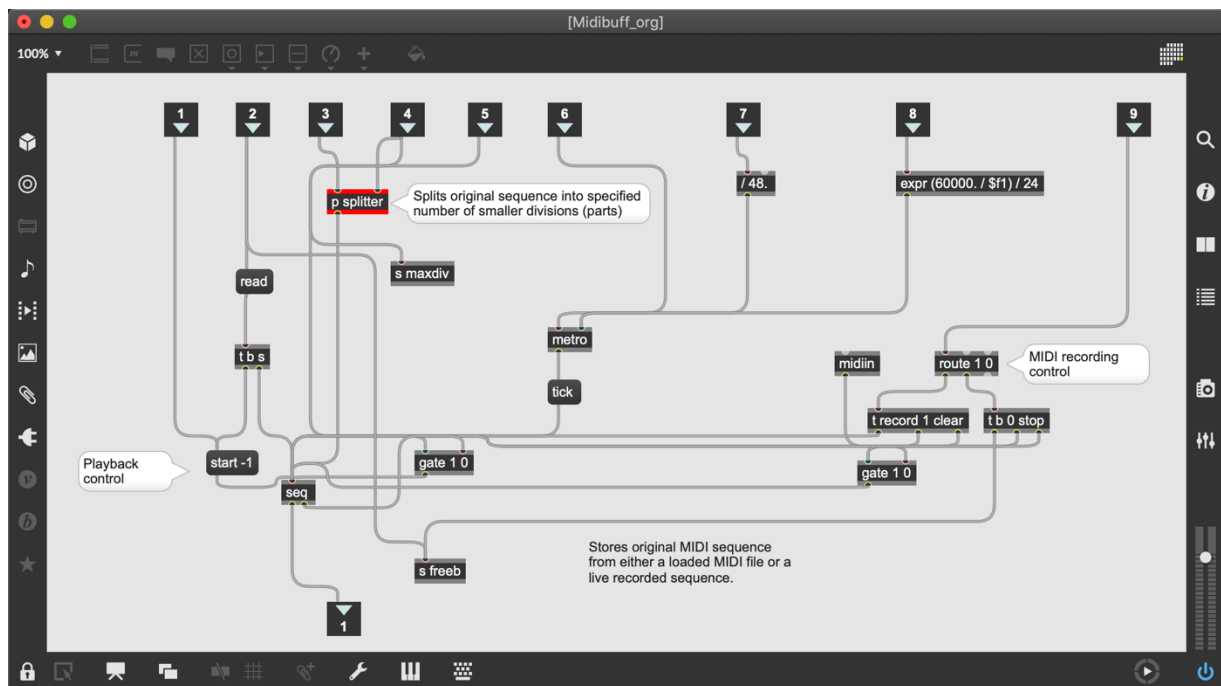 [Midibuff_org]
100%
1
2
3
4
5
6
7
8
9
p splitter
Splits original sequence into specified
number of smaller divisions (parts)
/ 48.
expr (60000. / $f1) / 24
s maxdiv
read
metro
t b s
midiin
route 1 0
MIDI recording
control
tick
t record 1 clear
t b 0 stop
Playback
control
start -1
gate 1 0
gate 1 0
seq
Stores original MIDI sequence
from either a loaded MIDI file or a
live recorded sequence.
s freeb
1